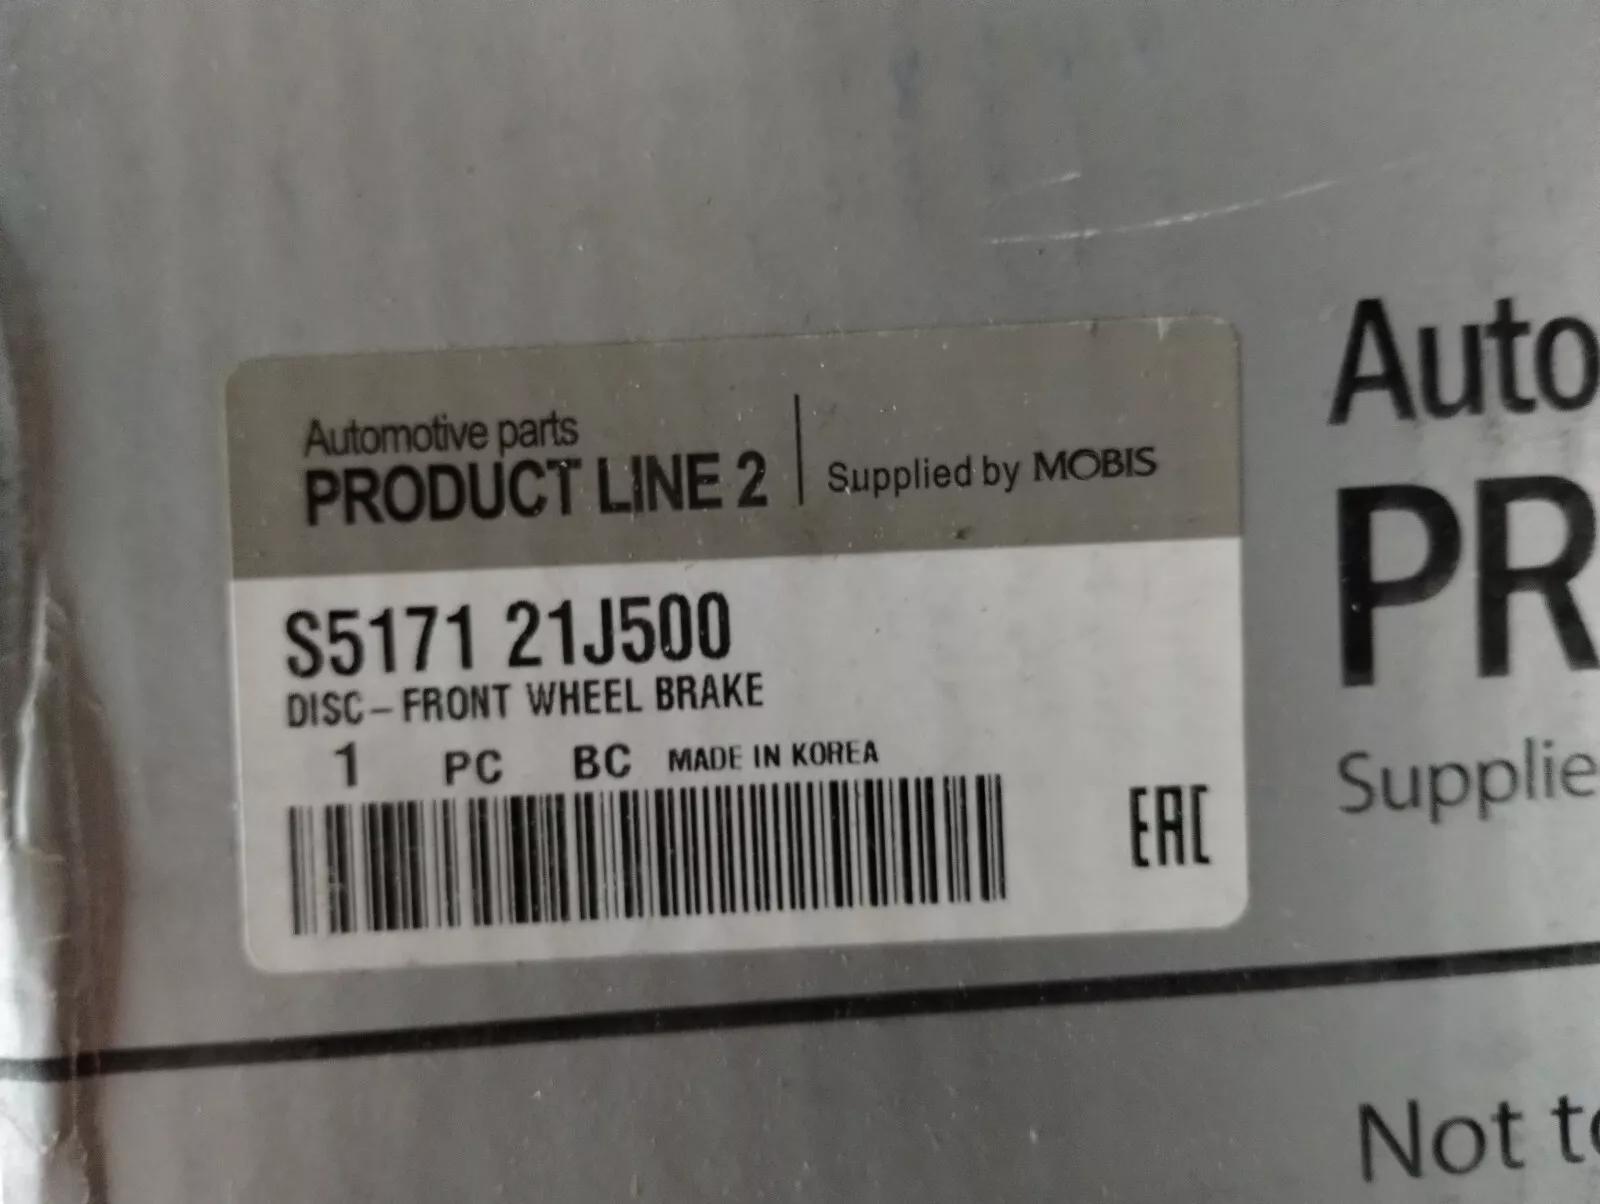 Automotive parts
PRODUCT LINE 2
Supplied by MOBIS
S5171 21J500
DISC-FRONT WHEEL BRAKE
1 PC BC MADE IN KOREA
EAC
Auto
PR
Supplie
Not to